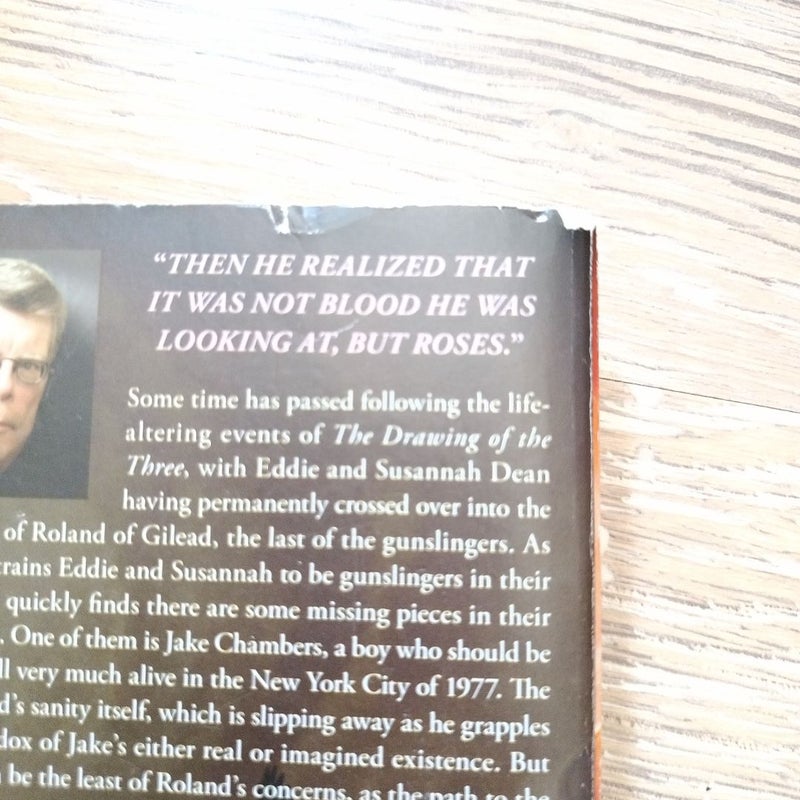 “THEN HE REALIZED THAT
IT WAS NOT BLOOD HE WAS
LOOKING AT, BUT ROSES.”
Some time has passed following the life-
altering events of The Drawing of the
Three, with Eddie and Susannah Dean
having permanently crossed over into the
of Roland of Gilead, the last of the gunslingers. As
trains Eddie and Susannah to be gunslingers in their
quickly finds there are some missing pieces in their
. One of them is Jake Chambers, a boy who should be
ll very much alive in the New York City of 1977. The
d’s sanity itself, which is slipping away as he grapples
dox of Jake’s either real or imagined existence. But
be the least of Roland’s concerns, as the path to the